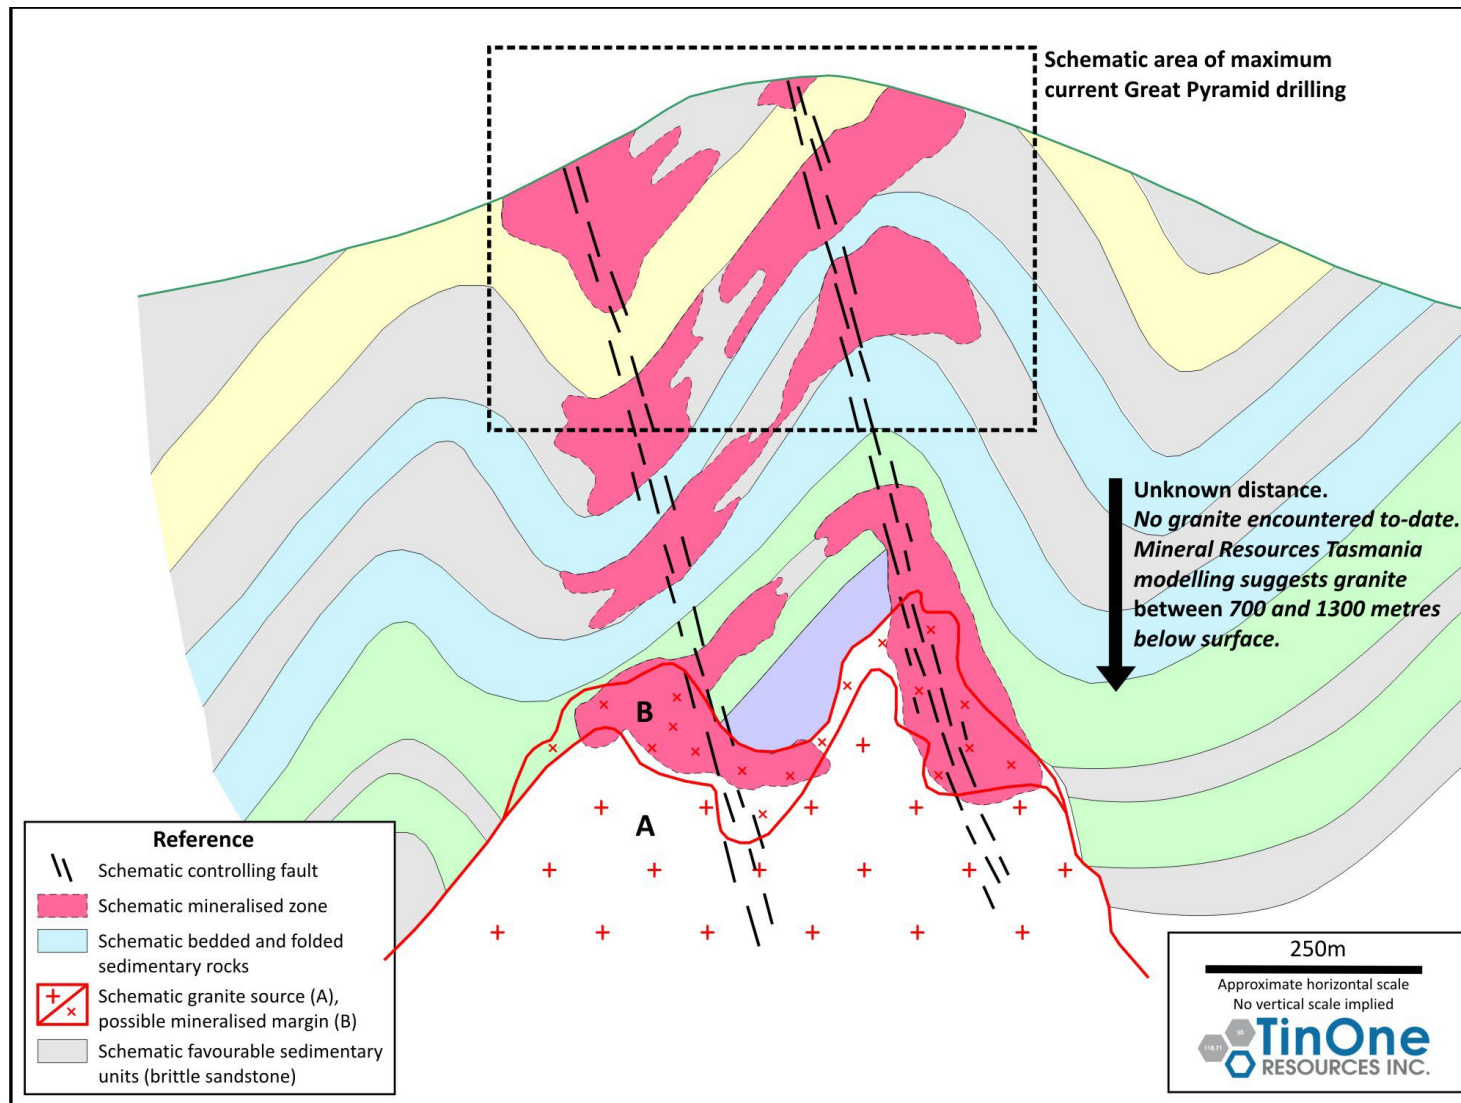 Schematic area of maximum
current Great Pyramid drilling
Unknown distance.
No granite encountered to-date.
Mineral Resources Tasmania
modelling suggests granite
between 700 and 1300 metres
below surface.
B
A
Reference
Schematic controlling fault
Schematic mineralised zone
Schematic bedded and folded
sedimentary rocks
Schematic granite source (A),
possible mineralised margin (B)
Schematic favourable sedimentary
units (brittle sandstone)
250m
Approximate horizontal scale
No vertical scale implied
50
118.71
TinOne
RESOURCES INC.